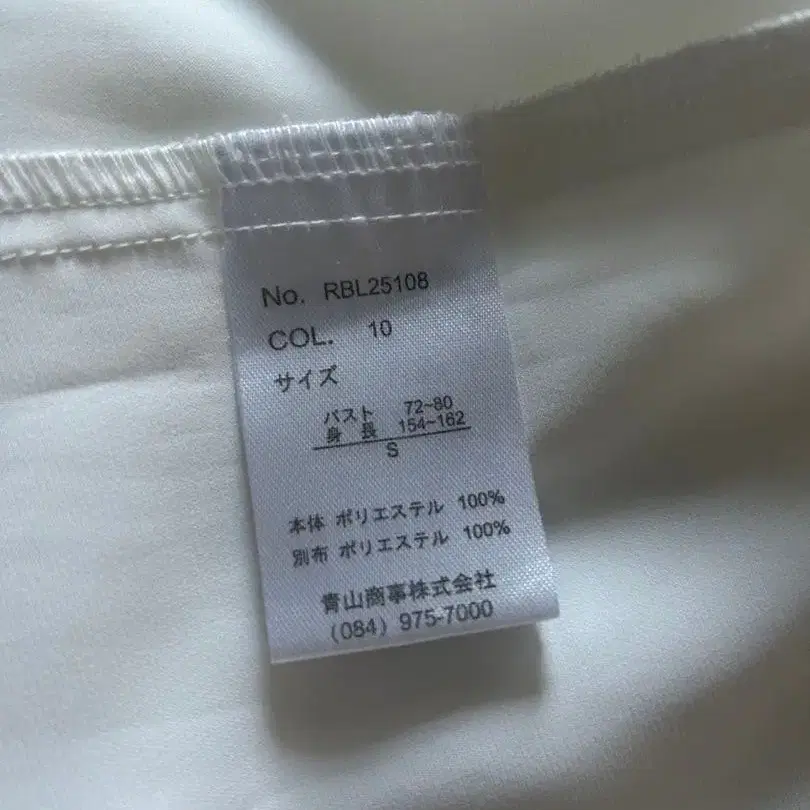 No. RBL25108
COL. 10
サイズ
バスト 72~80
身長 154~162
S
本体 ポリエステル 100%
別布 ポリエステル 100%
青山商事株式会社
(084) 975-7000